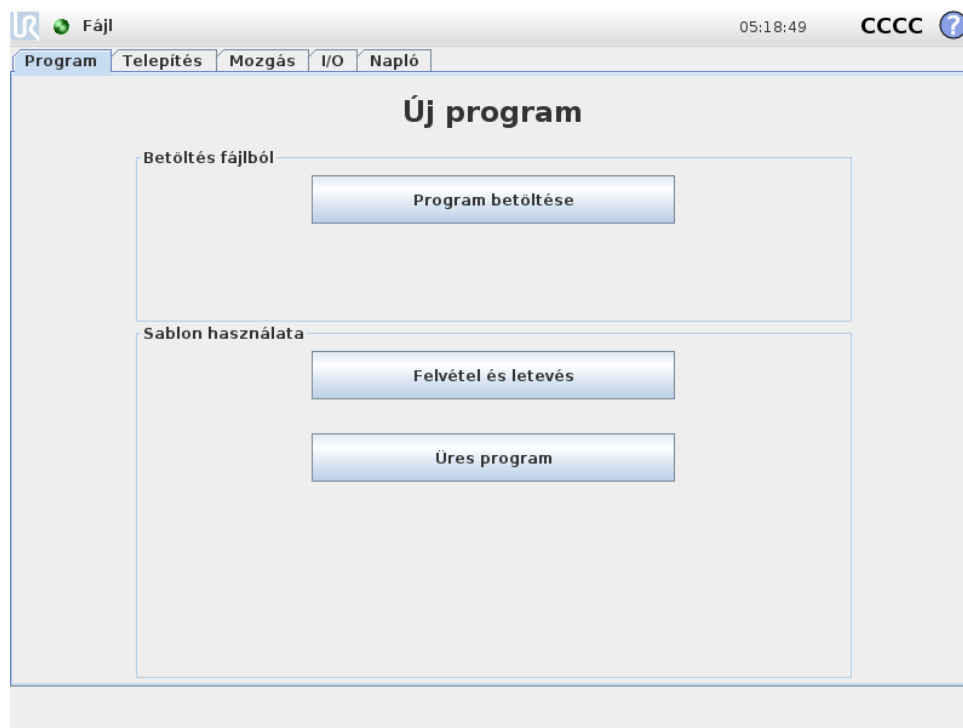 UR Fájl 05:18:49 CCCC ?
Program Telepítés Mozgás I/O Napló
Új program
Betöltés fájlból
Program betöltése
Sablon használata
Felvétel és letevés
Üres program